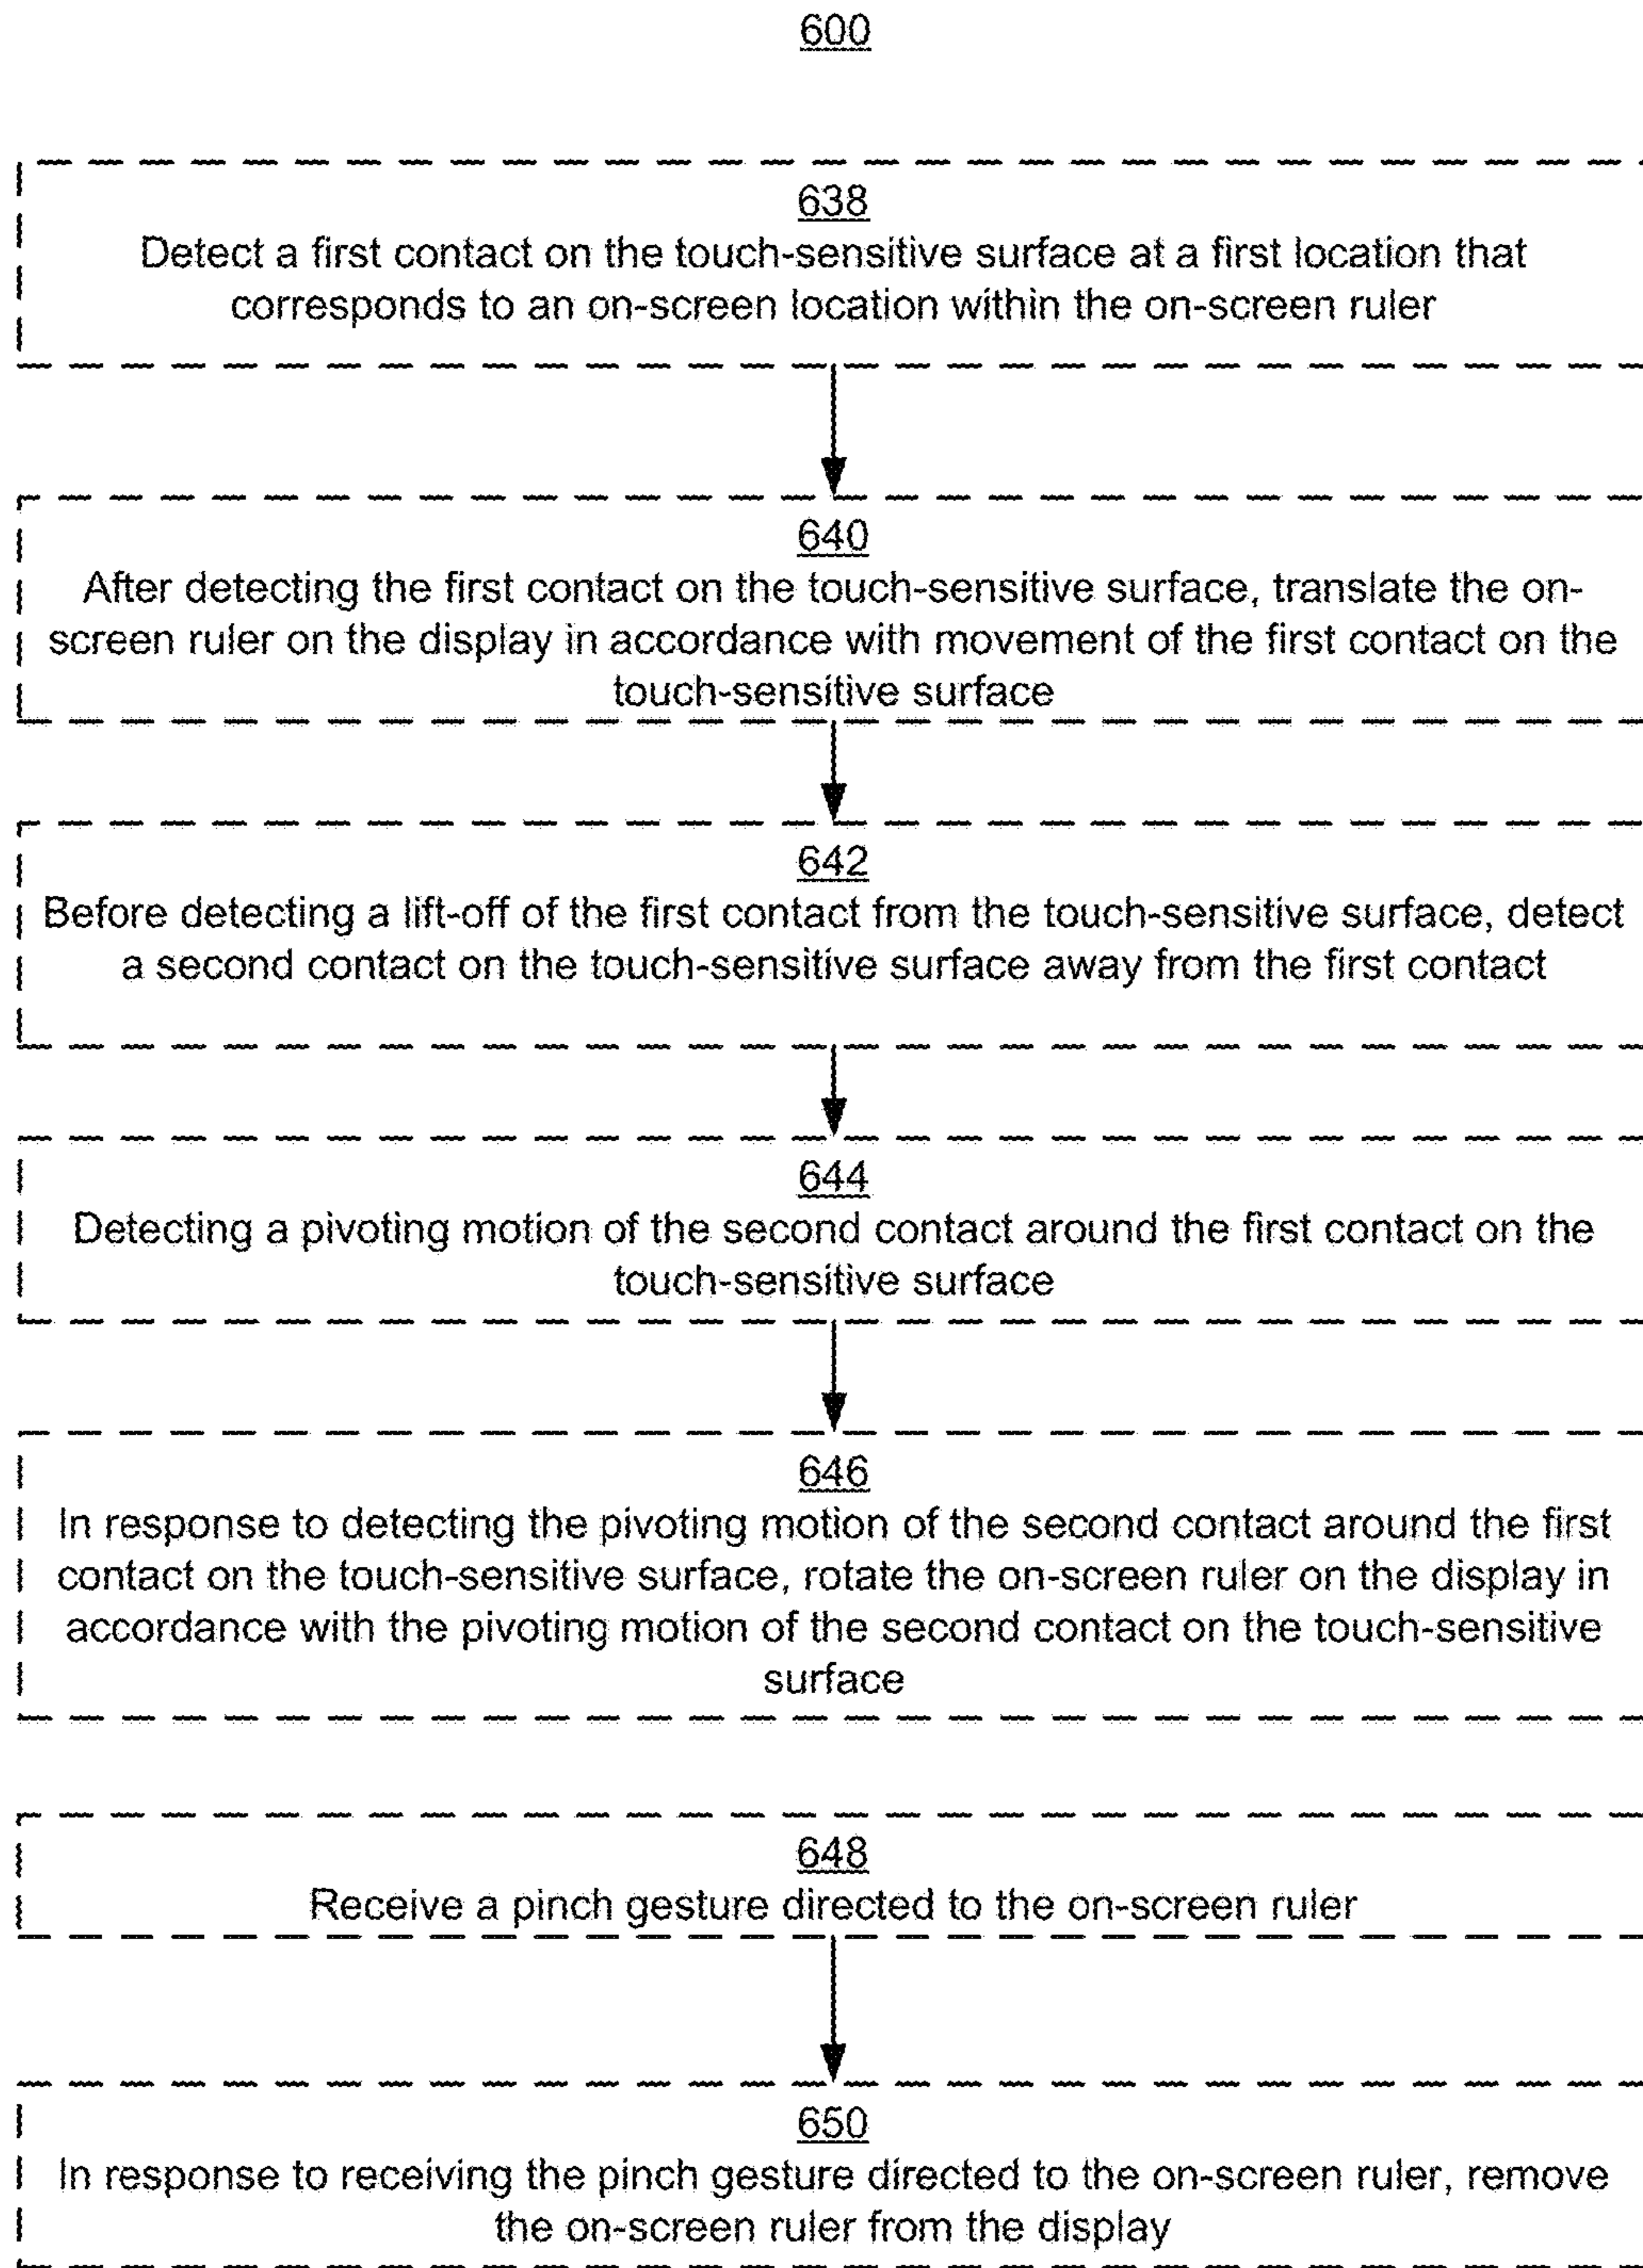 600
638
Detect a first contact on the touch-sensitive surface at a first location that
corresponds to an on-screen location within the on-screen ruler
640
After detecting the first contact on the touch-sensitive surface, translate the on-
screen ruler on the display in accordance with movement of the first contact on the
touch-sensitive surface
642
Before detecting a lift-off of the first contact from the touch-sensitive surface, detect
a second contact on the touch-sensitive surface away from the first contact
644
Detecting a pivoting motion of the second contact around the first contact on the
touch-sensitive surface
646
In response to detecting the pivoting motion of the second contact around the first
contact on the touch-sensitive surface, rotate the on-screen ruler on the display in
accordance with the pivoting motion of the second contact on the touch-sensitive
surface
648
Receive a pinch gesture directed to the on-screen ruler
650
In response to receiving the pinch gesture directed to the on-screen ruler, remove
the on-screen ruler from the display